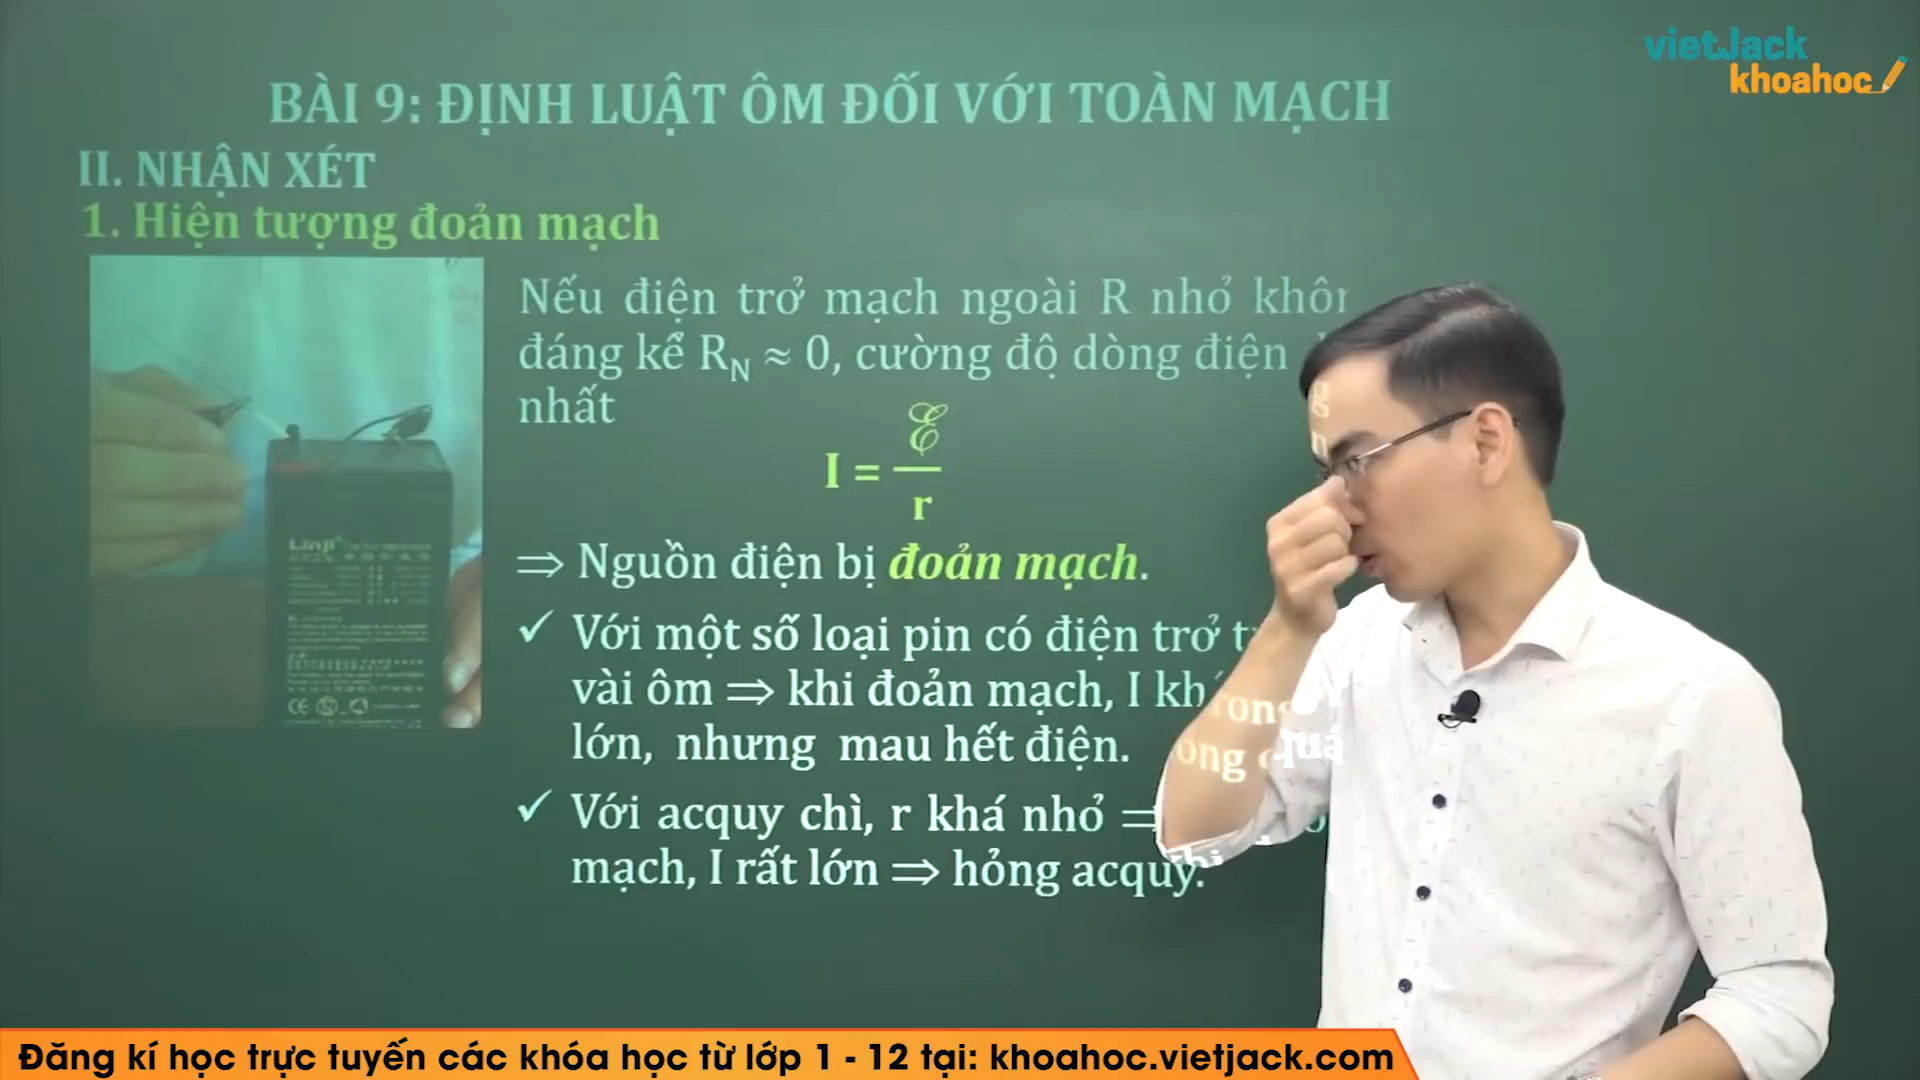 vietJack
khoahoc
BÀI 9: ĐỊNH LUẬT ÔM ĐỐI VỚI TOÀN MẠCH
II. NHẬN XÉT
1. Hiện tượng đoản mạch
Nếu điện trở mạch ngoài R nhỏ
đáng kể R_N ≈ 0, cường độ dòng điện
nhất
I = ℰ/r
⇒ Nguồn điện bị đoản mạch.
✓ Với một số loại pin có điện trở
vài ôm ⇒ khi đoản mạch, I
lớn, nhưng mau hết điện. quá
✓ Với acquy chì, r khá nhỏ ⇒
mạch, I rất lớn ⇒ hỏng acquy.
Linji
CE
Đăng kí học trực tuyến các khóa học từ lớp 1 - 12 tại: khoahoc.vietjack.com